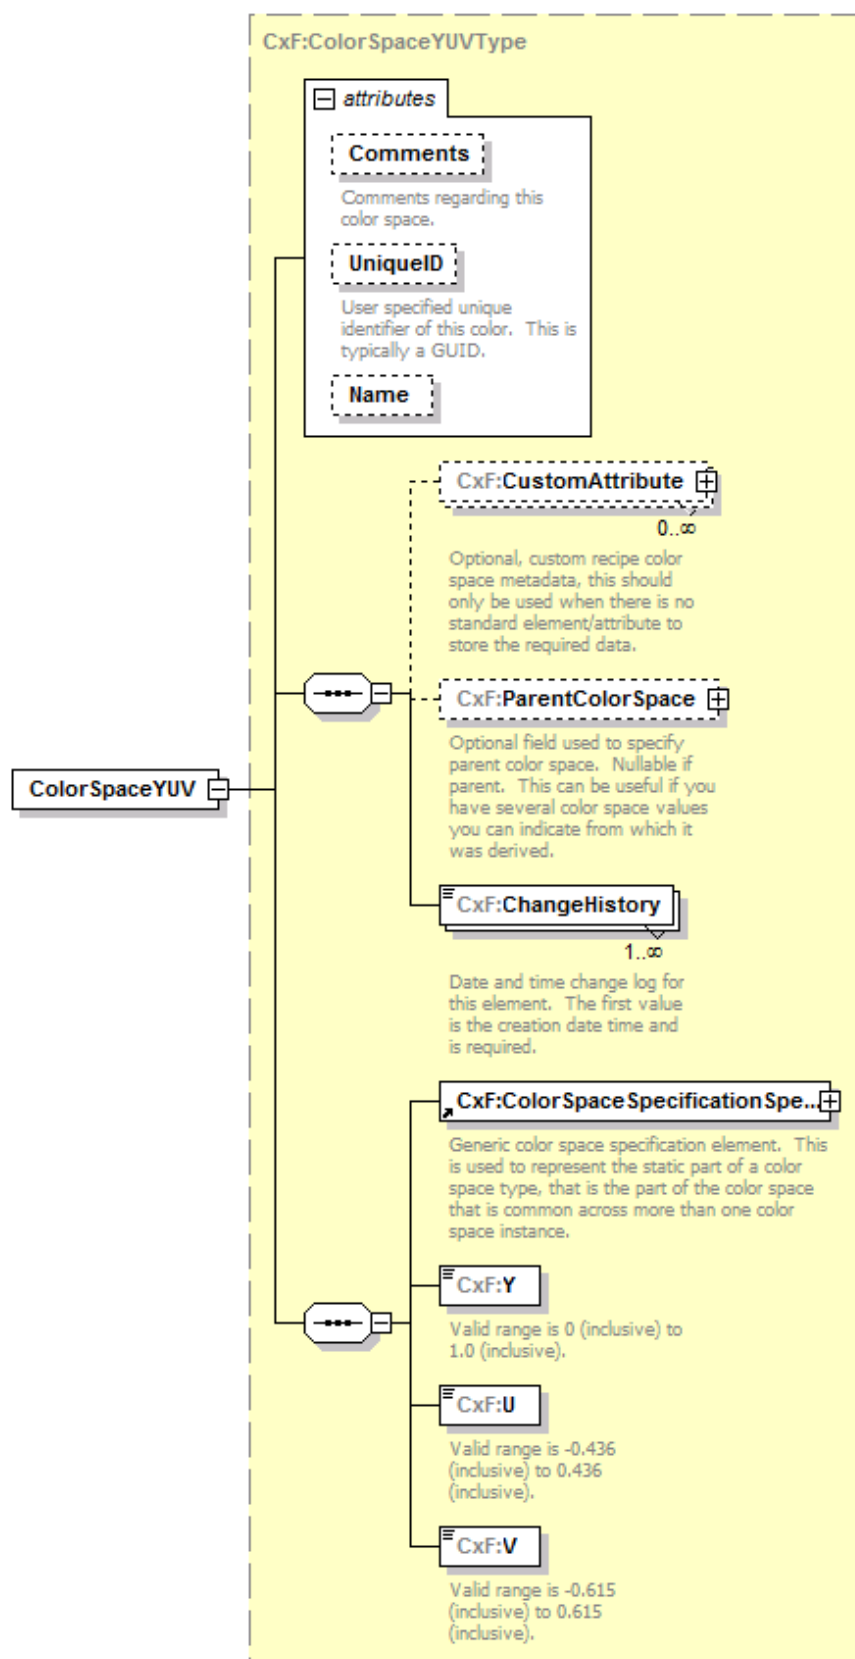 CxF:ColorSpaceYUVType
attributes
Comments
Comments regarding this
color space.
UniqueID
User specified unique
identifier of this color.  This is
typically a GUID.
Name
CxF:CustomAttribute
0..∞
Optional, custom recipe color
space metadata, this should
only be used when there is no
standard element/attribute to
store the required data.
CxF:ParentColorSpace
Optional field used to specify
parent color space.  Nullable if
parent.  This can be useful if you
have several color space values
you can indicate from which it
was derived.
ColorSpaceYUV
CxF:ChangeHistory
1..∞
Date and time change log for
this element.  The first value
is the creation date time and
is required.
CxF:ColorSpaceSpecificationSpe...
Generic color space specification element.  This
is used to represent the static part of a color
space type, that is the part of the color space
that is common across more than one color
space instance.
CxF:Y
Valid range is 0 (inclusive) to
1.0 (inclusive).
CxF:U
Valid range is -0.436
(inclusive) to 0.436
(inclusive).
CxF:V
Valid range is -0.615
(inclusive) to 0.615
(inclusive).